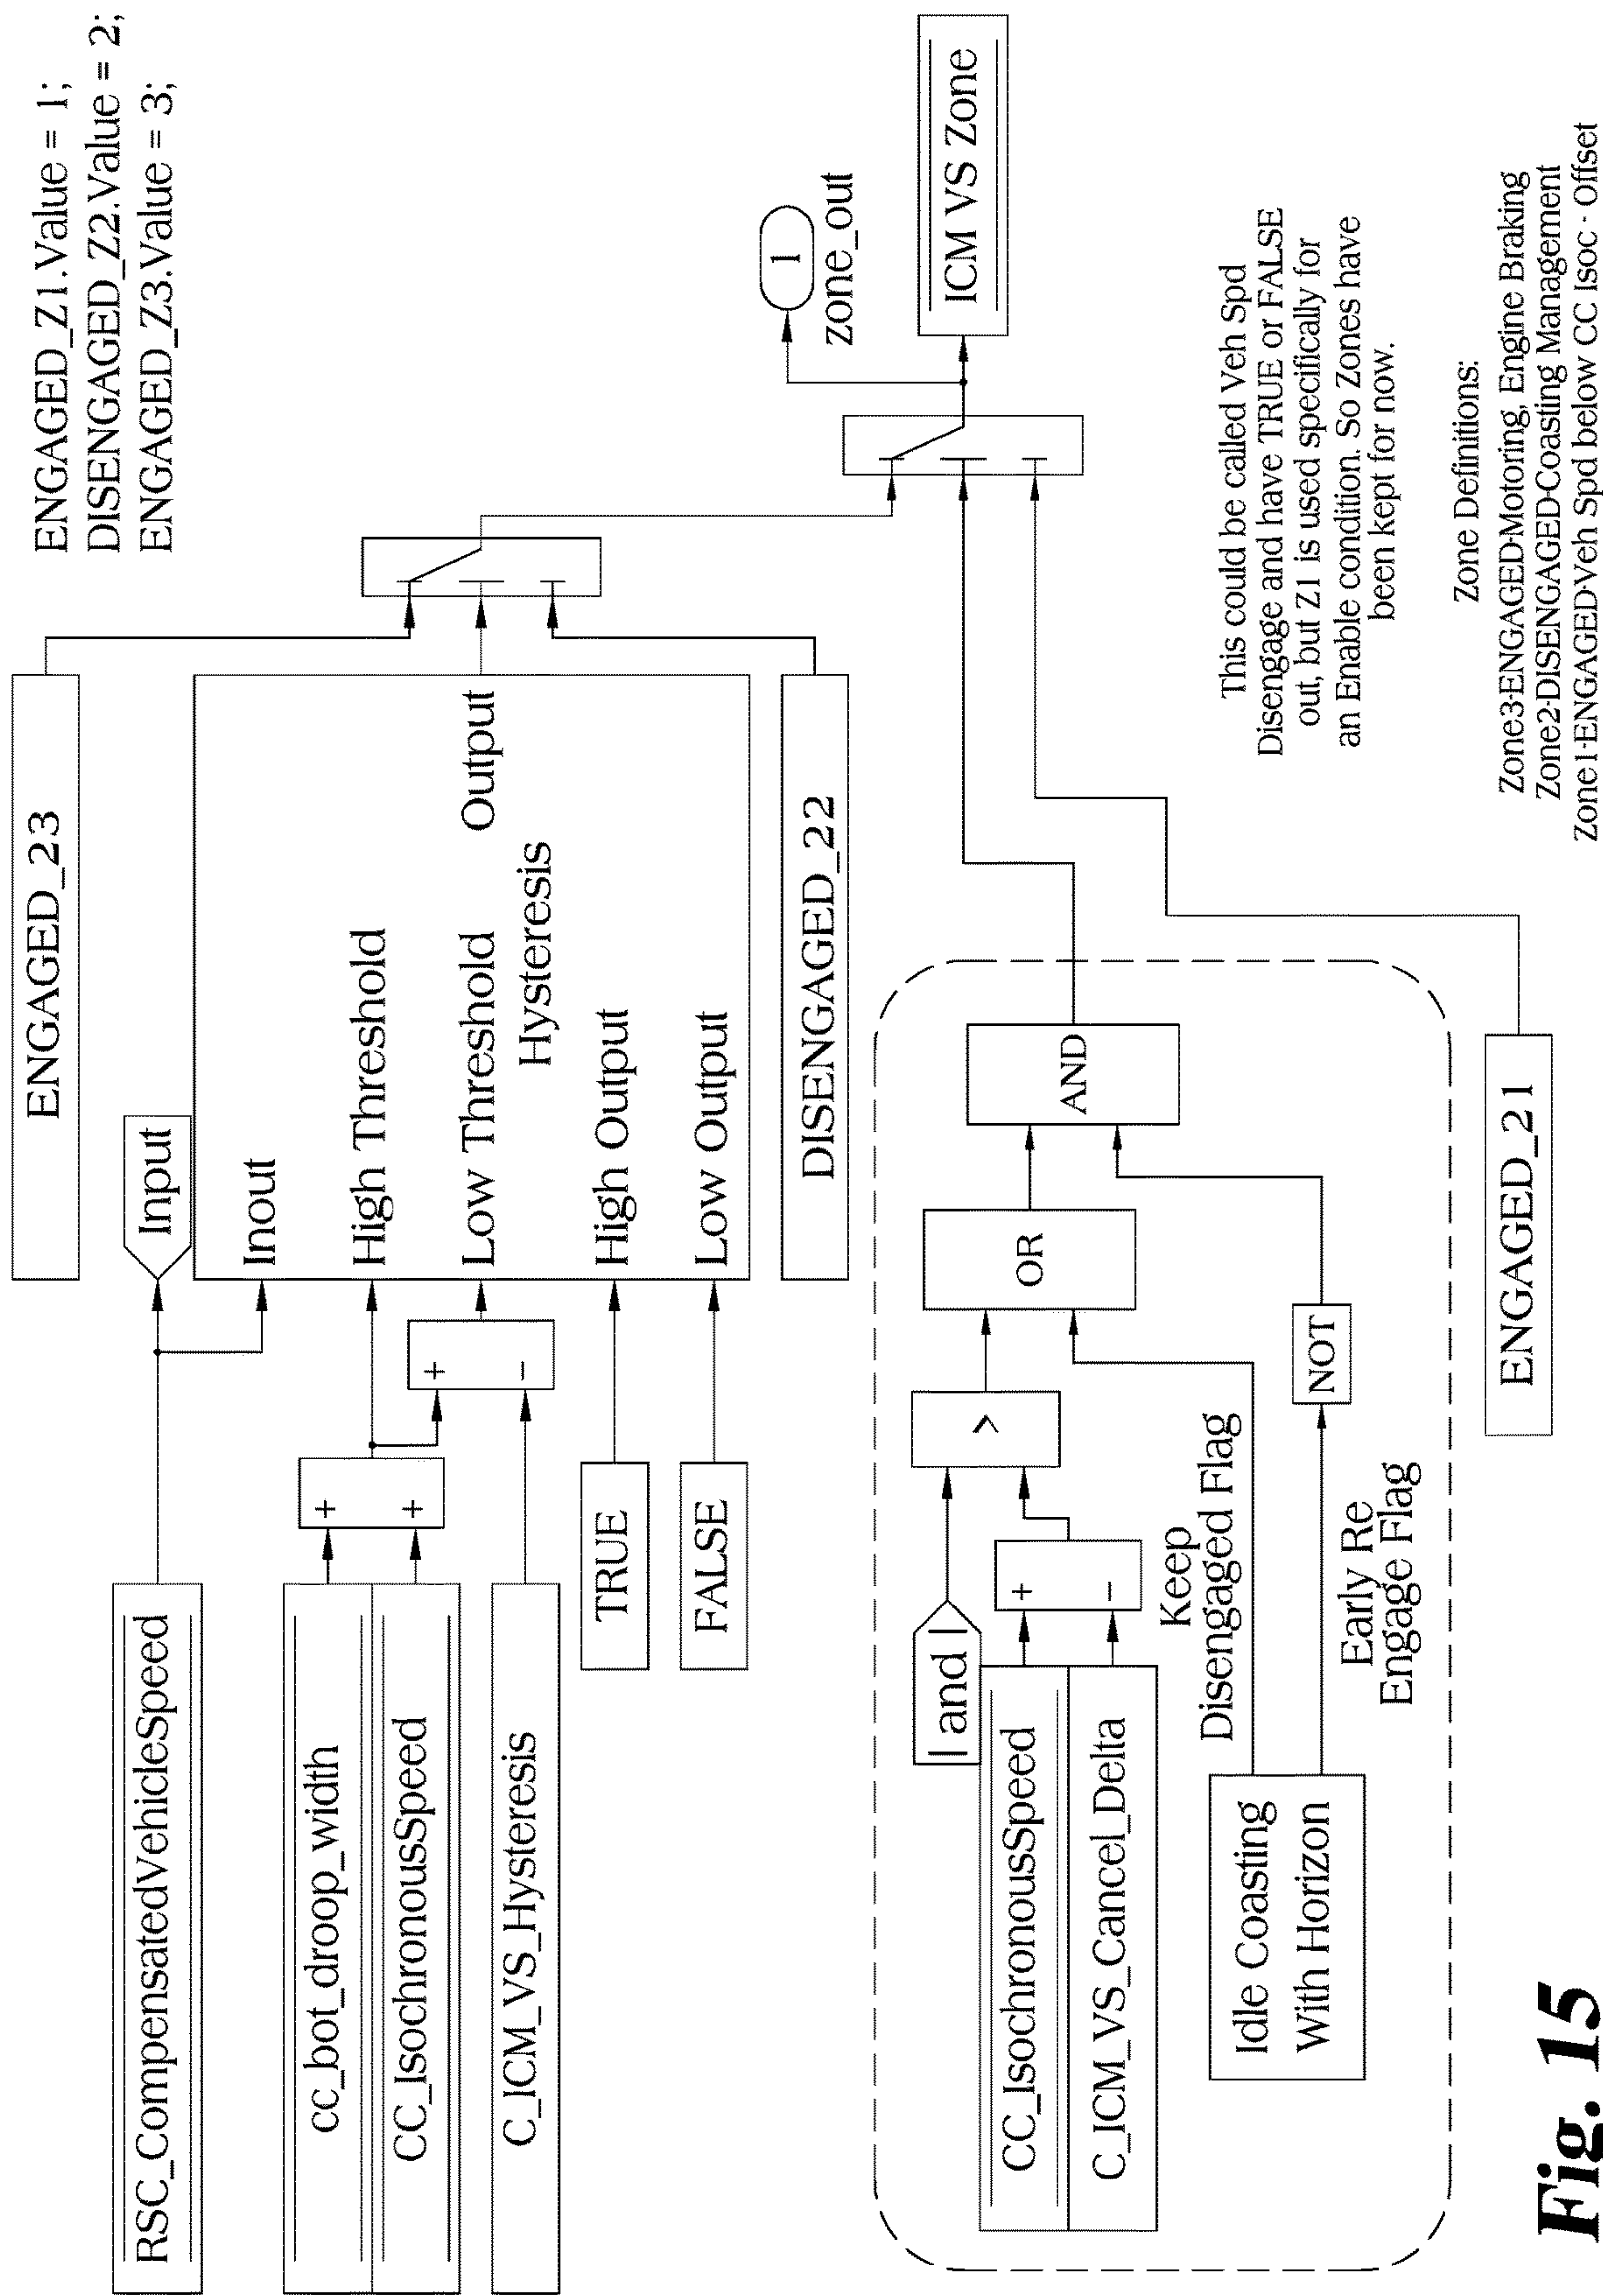 ENGAGED_Z1.Value = 1;
DISENGAGED_Z2.Value = 2;
ENGAGED_Z3.Value = 3;
ENGAGED_23
RSC_CompensatedVehicleSpeed
Input
Inout
cc_bot_droop_width
CC_IsochronousSpeed
+
+
High Threshold
C_ICM_VS_Hysteresis
+
-
Low Threshold
Output
Hysteresis
TRUE
High Output
FALSE
Low Output
DISENGAGED_22
1
zone_out
ICM VS Zone
| and |
>
CC_IsochronousSpeed
C_ICM_VS_Cancel_Delta
+
-
OR
AND
Keep
Disengaged Flag
Idle Coasting
With Horizon
NOT
Early Re
Engage Flag
ENGAGED_21
This could be called Veh Spd
Disengage and have TRUE or FALSE
out, but Z1 is used specifically for
an Enable condition. So Zones have
been kept for now.
Zone Definitions:
Zone3-ENGAGED-Motoring, Engine Braking
Zone2-DISENGAGED-Coasting Management
Zone1-ENGAGED-Veh Spd below CC Isoc - Offset
Fig. 15